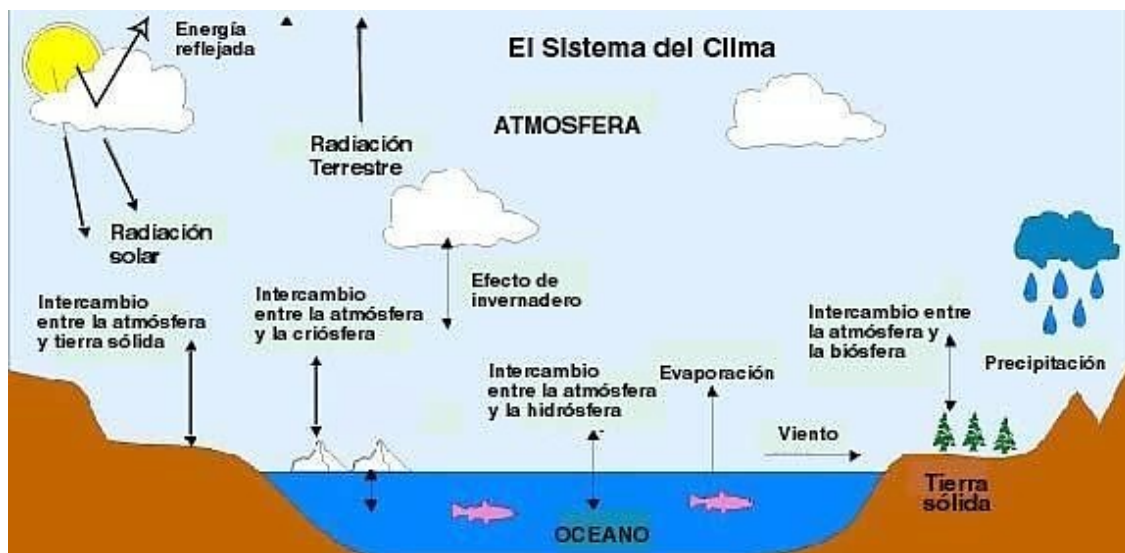 Energía
reflejada
El Sistema del Clima
ATMOSFERA
Radiación
Terrestre
Radiación
solar
Efecto de
invernadero
Intercambio
entre la atmósfera
y tierra sólida
Intercambio
entre la atmósfera
y la criósfera
Intercambio
entre la atmósfera
y la hidrósfera
Evaporación
Intercambio entre
la atmósfera y
la biósfera
Precipitación
Viento
Tierra
sólida
OCEANO